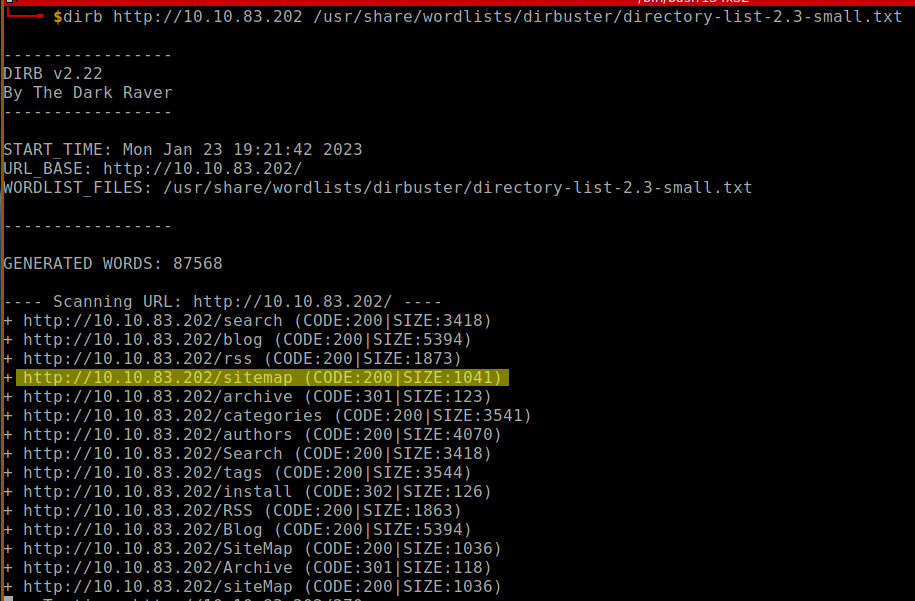 $dirb http://10.10.83.202 /usr/share/wordlists/dirbuster/directory-list-2.3-small.txt
-----------------
DIRB v2.22
By The Dark Raver
-----------------
START_TIME: Mon Jan 23 19:21:42 2023
URL_BASE: http://10.10.83.202/
WORDLIST_FILES: /usr/share/wordlists/dirbuster/directory-list-2.3-small.txt
-----------------
GENERATED WORDS: 87568
---- Scanning URL: http://10.10.83.202/ ----
+ http://10.10.83.202/search (CODE:200|SIZE:3418)
+ http://10.10.83.202/blog (CODE:200|SIZE:5394)
+ http://10.10.83.202/rss (CODE:200|SIZE:1873)
+ http://10.10.83.202/sitemap (CODE:200|SIZE:1041)
+ http://10.10.83.202/archive (CODE:301|SIZE:123)
+ http://10.10.83.202/categories (CODE:200|SIZE:3541)
+ http://10.10.83.202/authors (CODE:200|SIZE:4070)
+ http://10.10.83.202/Search (CODE:200|SIZE:3418)
+ http://10.10.83.202/tags (CODE:200|SIZE:3544)
+ http://10.10.83.202/install (CODE:302|SIZE:126)
+ http://10.10.83.202/RSS (CODE:200|SIZE:1863)
+ http://10.10.83.202/Blog (CODE:200|SIZE:5394)
+ http://10.10.83.202/SiteMap (CODE:200|SIZE:1036)
+ http://10.10.83.202/Archive (CODE:301|SIZE:118)
+ http://10.10.83.202/siteMap (CODE:200|SIZE:1036)